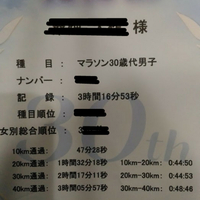 様
種　目：　マラソン30歳代男子
ナンバー：
記　録：　3時間16分53秒
種目順位：
女別総合順位：3
10km通過：　47分28秒
20km通過：　1時間32分18秒　10km～20km：　0:44:50
30km通過：　2時間17分11秒　20km～30km：　0:44:53
40km通過：　3時間05分57秒　30km～40km：　0:48:46
30th